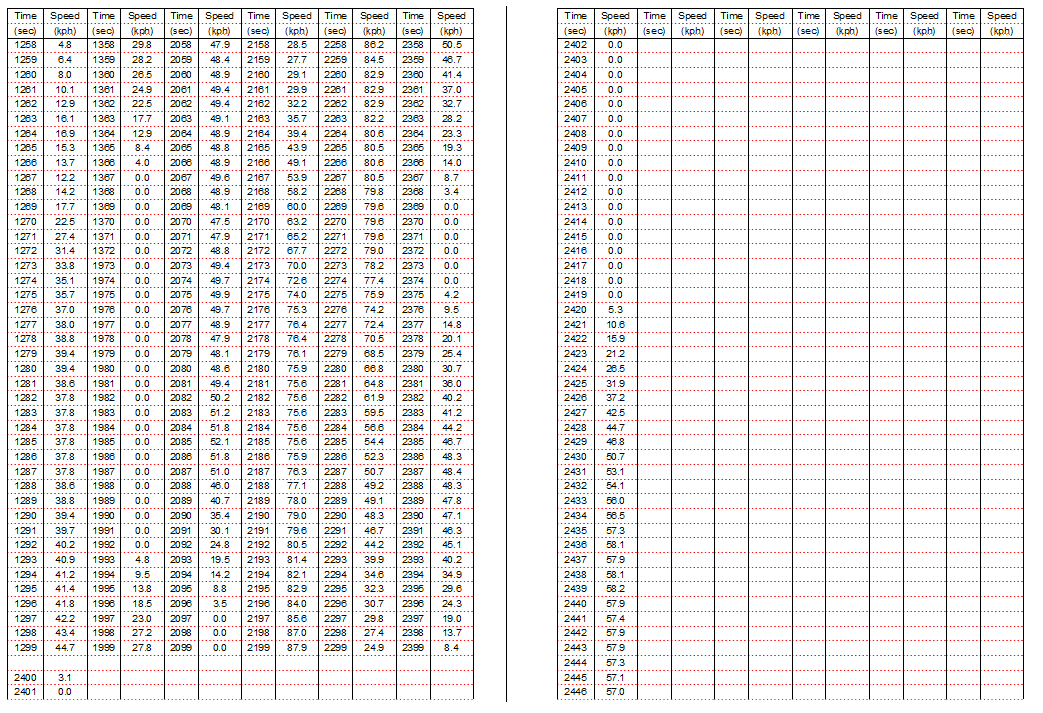 Time Speed Time Speed Time Speed Time Speed Time Speed Time Speed
(sec) (kph) (sec) (kph) (sec) (kph) (sec) (kph) (sec) (kph) (sec) (kph)
1258 4.8 1358 29.8 2058 47.9 2158 28.5 2258 86.2 2358 50.5
1259 6.4 1359 28.2 2059 48.4 2159 27.7 2259 84.5 2359 46.7
1260 8.0 1360 26.5 2060 48.9 2160 29.1 2260 82.9 2360 41.4
1261 10.1 1361 24.9 2061 49.4 2161 29.9 2261 82.9 2361 37.0
1262 12.9 1362 22.5 2062 49.4 2162 32.2 2262 82.9 2362 32.7
1263 16.1 1363 17.7 2063 49.1 2163 35.7 2263 82.2 2363 28.2
1264 16.9 1364 12.9 2064 48.9 2164 39.4 2264 80.6 2364 23.3
1265 15.3 1365 8.4 2065 48.8 2165 43.9 2265 80.5 2365 19.3
1266 13.7 1366 4.0 2066 48.9 2166 49.1 2266 80.6 2366 14.0
1267 12.2 1367 0.0 2067 49.6 2167 53.9 2267 80.5 2367 8.7
1268 14.2 1368 0.0 2068 48.9 2168 58.2 2268 79.8 2368 3.4
1269 17.7 1369 0.0 2069 48.1 2169 60.0 2269 79.6 2369 0.0
1270 22.5 1370 0.0 2070 47.5 2170 63.2 2270 79.6 2370 0.0
1271 27.4 1371 0.0 2071 47.9 2171 65.2 2271 79.6 2371 0.0
1272 31.4 1372 0.0 2072 48.8 2172 67.7 2272 79.0 2372 0.0
1273 33.8 1973 0.0 2073 49.4 2173 70.0 2273 78.2 2373 0.0
1274 35.1 1974 0.0 2074 49.7 2174 72.6 2274 77.4 2374 0.0
1275 35.7 1975 0.0 2075 49.9 2175 74.0 2275 75.9 2375 4.2
1276 37.0 1976 0.0 2076 49.7 2176 75.3 2276 74.2 2376 9.5
1277 38.0 1977 0.0 2077 48.9 2177 76.4 2277 72.4 2377 14.8
1278 38.8 1978 0.0 2078 47.9 2178 76.4 2278 70.5 2378 20.1
1279 39.4 1979 0.0 2079 48.1 2179 76.1 2279 68.5 2379 25.4
1280 39.4 1980 0.0 2080 48.6 2180 75.9 2280 66.8 2380 30.7
1281 38.6 1981 0.0 2081 49.4 2181 75.6 2281 64.8 2381 36.0
1282 37.8 1982 0.0 2082 50.2 2182 75.6 2282 61.9 2382 40.2
1283 37.8 1983 0.0 2083 51.2 2183 75.6 2283 59.5 2383 41.2
1284 37.8 1984 0.0 2084 51.8 2184 75.6 2284 56.6 2384 44.2
1285 37.8 1985 0.0 2085 52.1 2185 75.6 2285 54.4 2385 46.7
1286 37.8 1986 0.0 2086 51.8 2186 75.9 2286 52.3 2386 48.3
1287 37.8 1987 0.0 2087 51.0 2187 76.3 2287 50.7 2387 48.4
1288 38.6 1988 0.0 2088 46.0 2188 77.1 2288 49.2 2388 48.3
1289 38.8 1989 0.0 2089 40.7 2189 78.0 2289 49.1 2389 47.8
1290 39.4 1990 0.0 2090 35.4 2190 79.0 2290 48.3 2390 47.1
1291 39.7 1991 0.0 2091 30.1 2191 79.6 2291 46.7 2391 46.3
1292 40.2 1992 0.0 2092 24.8 2192 80.5 2292 44.2 2392 45.1
1293 40.9 1993 4.8 2093 19.5 2193 81.4 2293 39.9 2393 40.2
1294 41.2 1994 9.5 2094 14.2 2194 82.1 2294 34.6 2394 34.9
1295 41.4 1995 13.8 2095 8.8 2195 82.9 2295 32.3 2395 29.6
1296 41.8 1996 18.5 2096 3.5 2196 84.0 2296 30.7 2396 24.3
1297 42.2 1997 23.0 2097 0.0 2197 85.6 2297 29.8 2397 19.0
1298 43.4 1998 27.2 2098 0.0 2198 87.0 2298 27.4 2398 13.7
1299 44.7 1999 27.8 2099 0.0 2199 87.9 2299 24.9 2399 8.4
2400 3.1
2401 0.0
Time Speed Time Speed Time Speed Time Speed Time Speed Time Speed
(sec) (kph) (sec) (kph) (sec) (kph) (sec) (kph) (sec) (kph) (sec) (kph)
2402 0.0
2403 0.0
2404 0.0
2405 0.0
2406 0.0
2407 0.0
2408 0.0
2409 0.0
2410 0.0
2411 0.0
2412 0.0
2413 0.0
2414 0.0
2415 0.0
2416 0.0
2417 0.0
2418 0.0
2419 0.0
2420 5.3
2421 10.6
2422 15.9
2423 21.2
2424 26.5
2425 31.9
2426 37.2
2427 42.5
2428 44.7
2429 46.8
2430 50.7
2431 53.1
2432 54.1
2433 56.0
2434 56.5
2435 57.3
2436 58.1
2437 57.9
2438 58.1
2439 58.2
2440 57.9
2441 57.4
2442 57.9
2443 57.9
2444 57.3
2445 57.1
2446 57.0